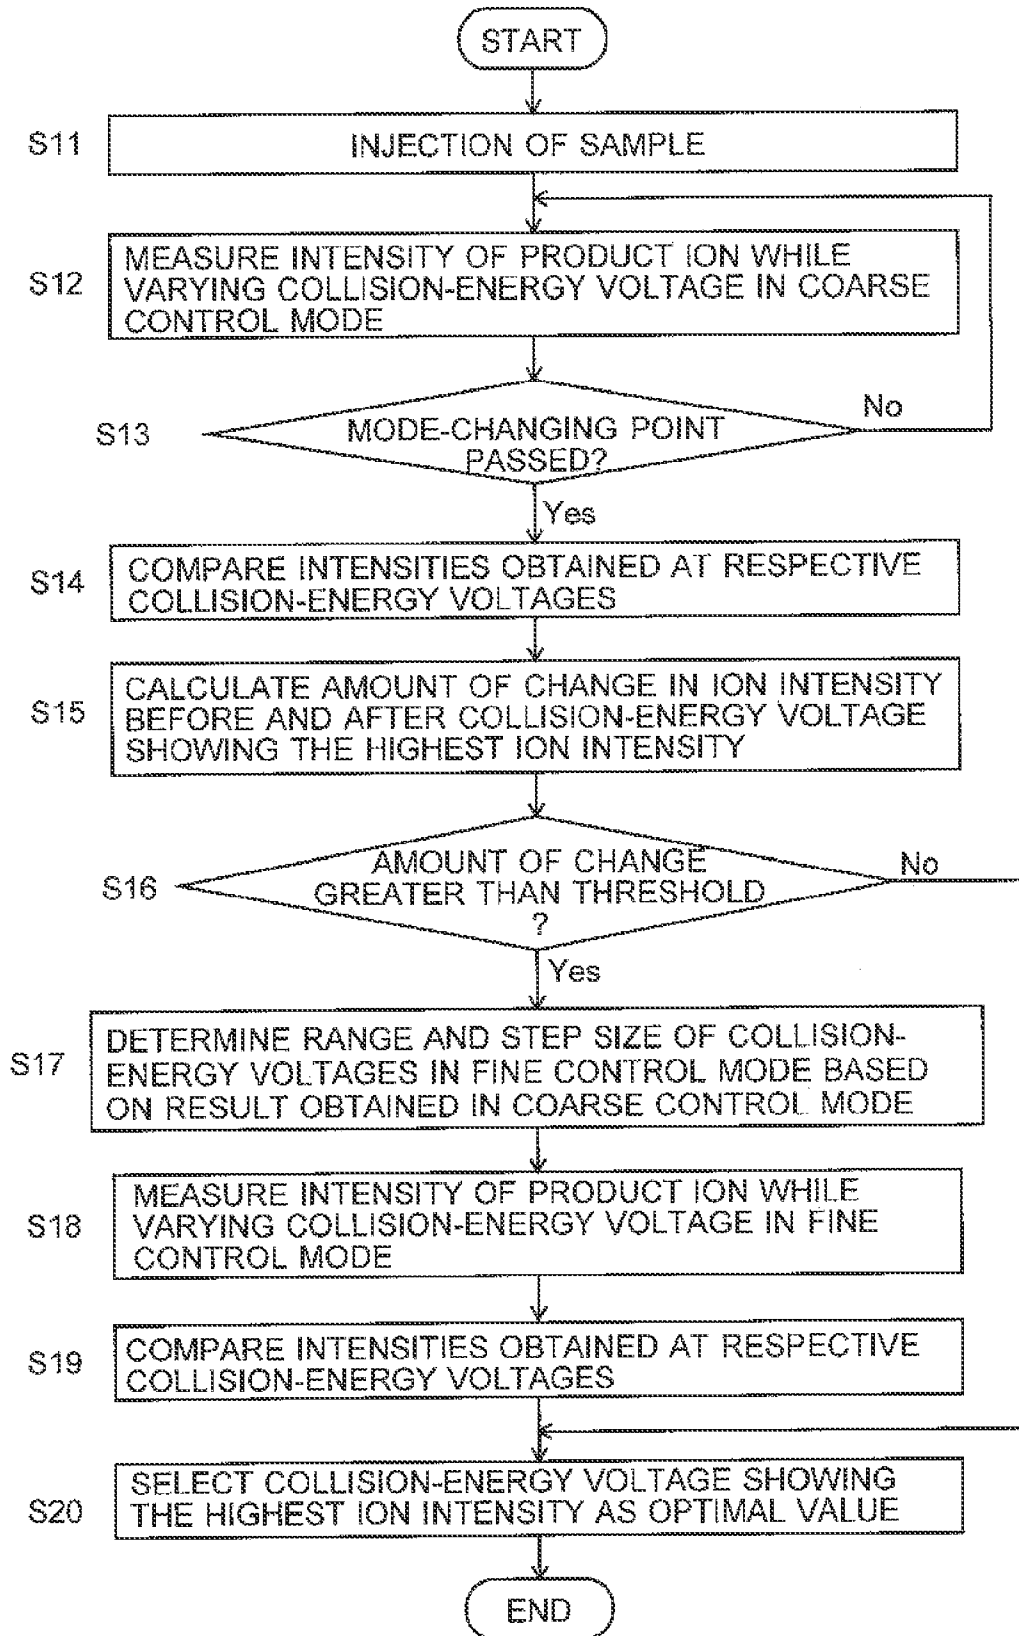 START
S11
INJECTION OF SAMPLE
S12
MEASURE INTENSITY OF PRODUCT ION WHILE
VARYING COLLISION-ENERGY VOLTAGE IN COARSE
CONTROL MODE
S13
MODE-CHANGING POINT
PASSED?
No
Yes
S14
COMPARE INTENSITIES OBTAINED AT RESPECTIVE
COLLISION-ENERGY VOLTAGES
S15
CALCULATE AMOUNT OF CHANGE IN ION INTENSITY
BEFORE AND AFTER COLLISION-ENERGY VOLTAGE
SHOWING THE HIGHEST ION INTENSITY
S16
AMOUNT OF CHANGE
GREATER THAN THRESHOLD
?
No
Yes
S17
DETERMINE RANGE AND STEP SIZE OF COLLISION-
ENERGY VOLTAGES IN FINE CONTROL MODE BASED
ON RESULT OBTAINED IN COARSE CONTROL MODE
S18
MEASURE INTENSITY OF PRODUCT ION WHILE
VARYING COLLISION-ENERGY VOLTAGE IN FINE
CONTROL MODE
S19
COMPARE INTENSITIES OBTAINED AT RESPECTIVE
COLLISION-ENERGY VOLTAGES
S20
SELECT COLLISION-ENERGY VOLTAGE SHOWING
THE HIGHEST ION INTENSITY AS OPTIMAL VALUE
END